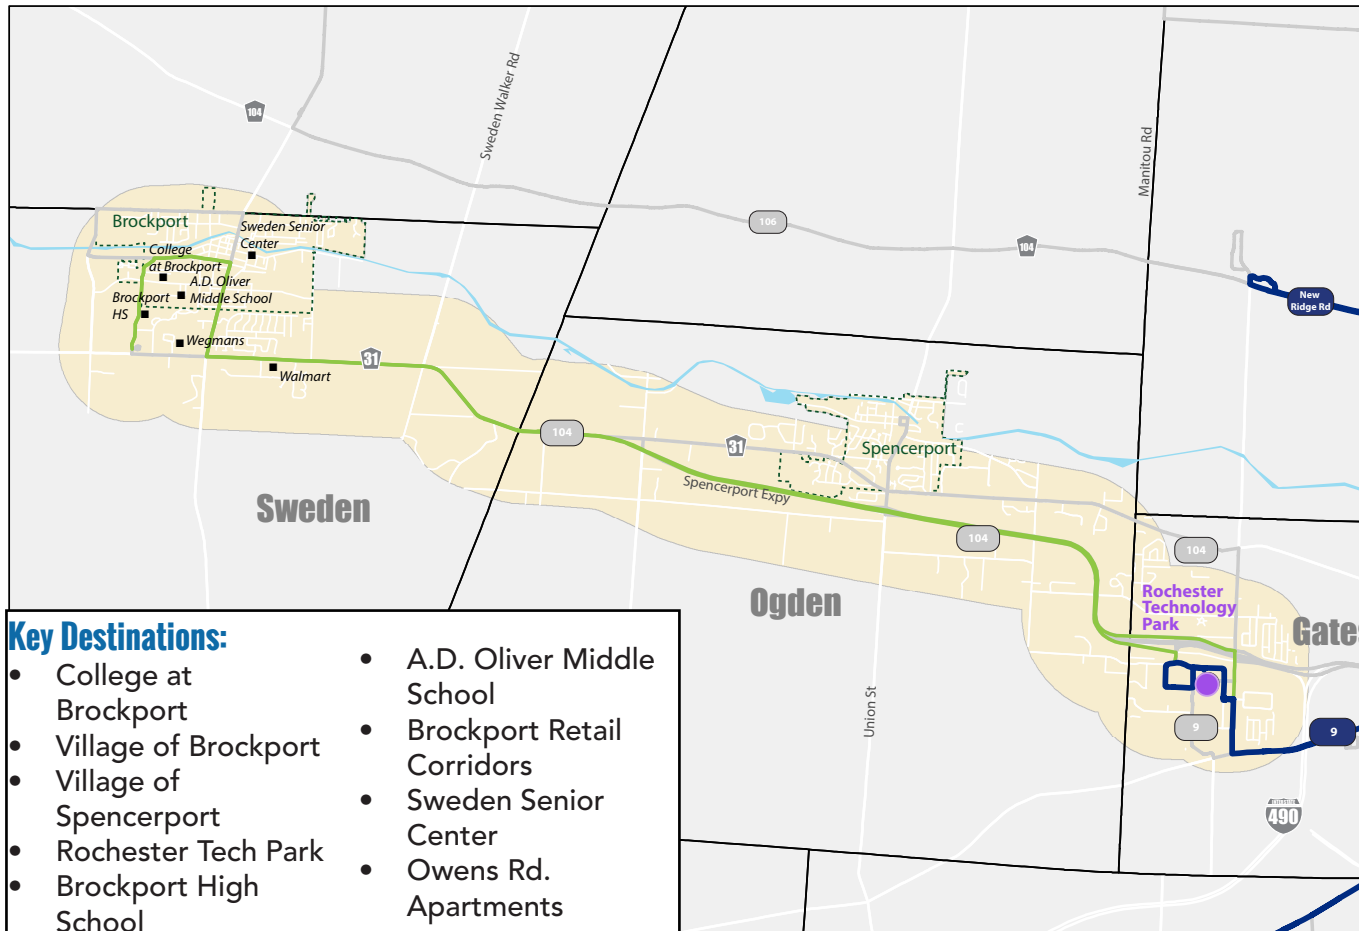 104
Sweden Walker Rd
Manitou Rd
106
104
Brockport
Sweden Senior
Center
College
at Brockport
A.D. Oliver
Middle School
Brockport
HS
Wegmans
Walmart
31
New
Ridge Rd
104
31
Spencerport
Spencerport Expy
Sweden
104
104
Ogden
Rochester
Technology
Park
Gates
Union St
9
9
INTERSTATE
490
Key Destinations:
• College at
Brockport
• Village of Brockport
• Village of
Spencerport
• Rochester Tech Park
• Brockport High
School
• A.D. Oliver Middle
School
• Brockport Retail
Corridors
• Sweden Senior
Center
• Owens Rd.
Apartments